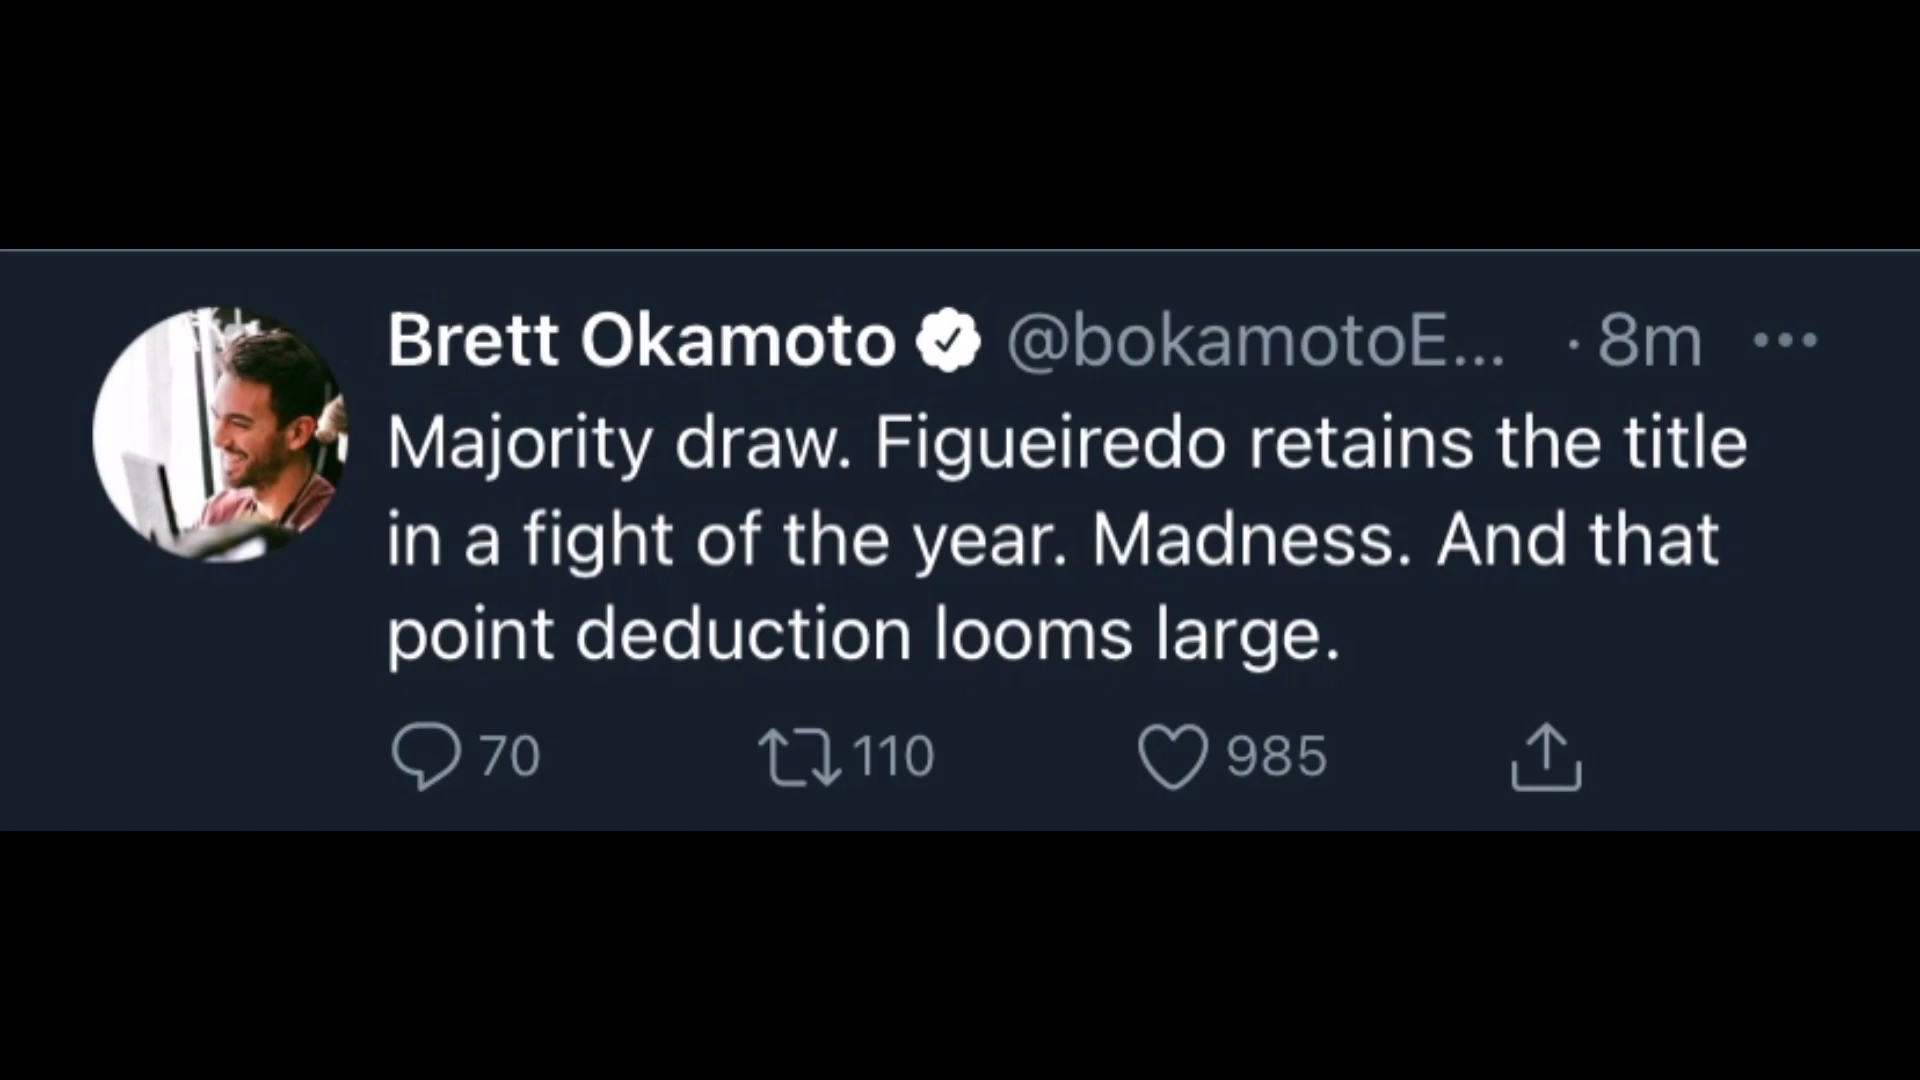 Brett Okamoto @bokamotoE... · 8m
Majority draw. Figueiredo retains the title
in a fight of the year. Madness. And that
point deduction looms large.
70 110 985